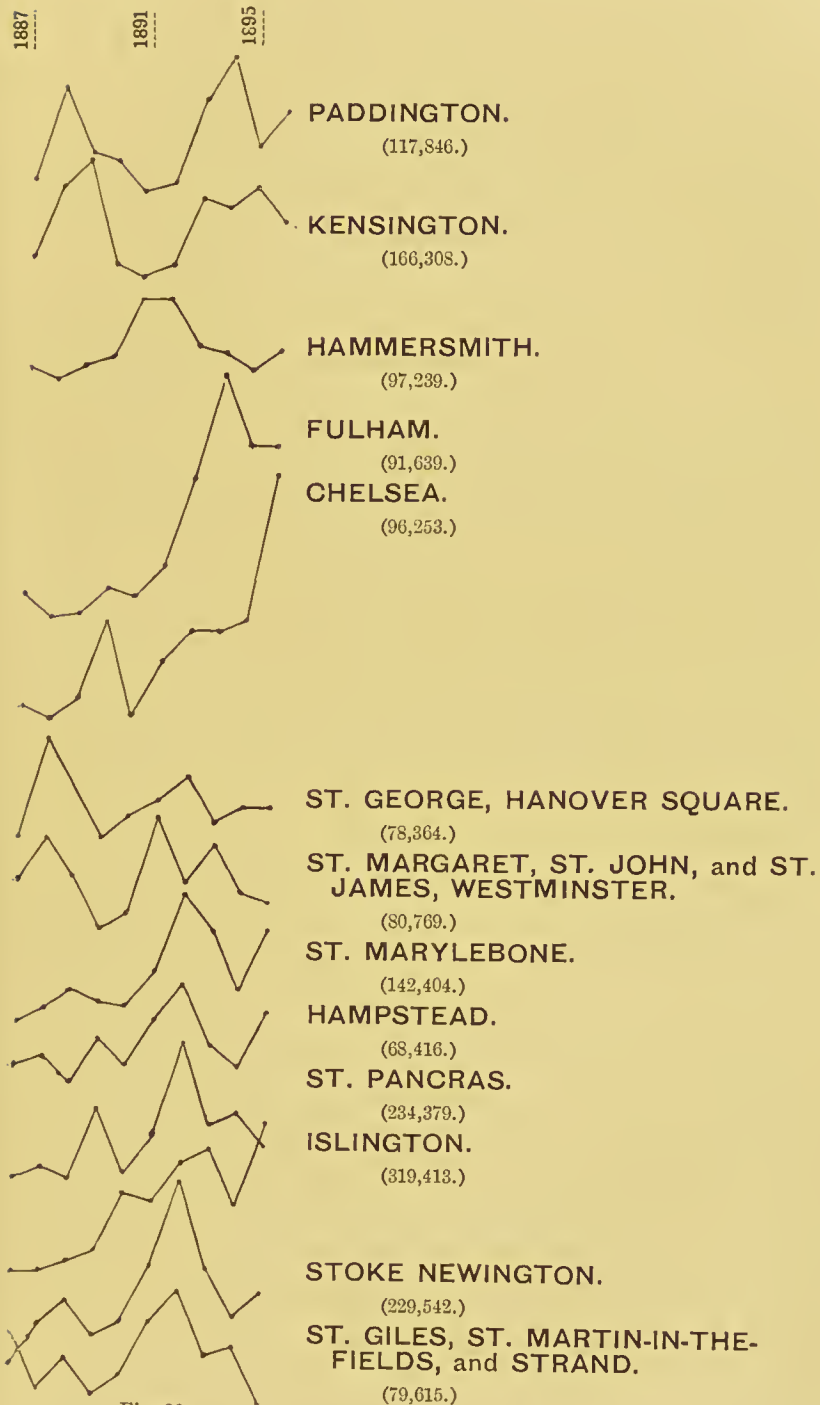 1887
1891
1895
PADDINGTON.
(117,846.)
KENSINGTON.
(166,308.)
HAMMERSMITH.
(97,239.)
FULHAM.
(91,639.)
CHELSEA.
(96,253.)
ST. GEORGE, HANOVER SQUARE.
(78,364.)
ST. MARGARET, ST. JOHN, and ST.
JAMES, WESTMINSTER.
(80,769.)
ST. MARYLEBONE.
(142,404.)
HAMPSTEAD.
(68,416.)
ST. PANCRAS.
(234,379.)
ISLINGTON.
(319,413.)
STOKE NEWINGTON.
(229,542.)
ST. GILES, ST. MARTIN-IN-THE-
FIELDS, and STRAND.
(79,615.)